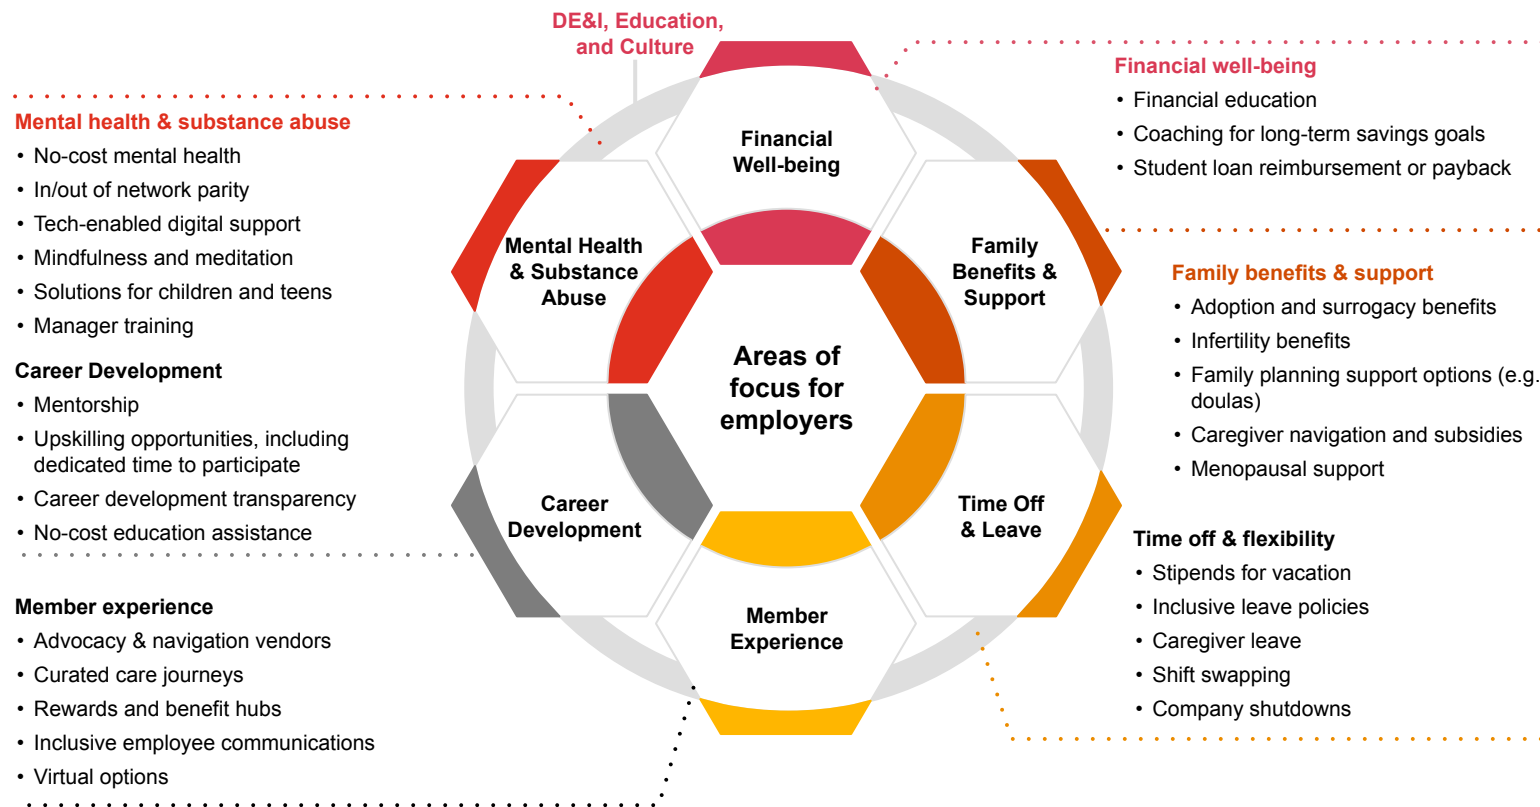 DE&I, Education,
and Culture
Mental health & substance abuse
• No-cost mental health
• In/out of network parity
• Tech-enabled digital support
• Mindfulness and meditation
• Solutions for children and teens
• Manager training
Career Development
• Mentorship
• Upskilling opportunities, including
dedicated time to participate
• Career development transparency
• No-cost education assistance
Member experience
• Advocacy & navigation vendors
• Curated care journeys
• Rewards and benefit hubs
• Inclusive employee communications
• Virtual options
Financial
Well-being
Mental Health
& Substance
Abuse
Family
Benefits &
Support
Areas of
focus for
employers
Career
Development
Time Off
& Leave
Member
Experience
Financial well-being
• Financial education
• Coaching for long-term savings goals
• Student loan reimbursement or payback
Family benefits & support
• Adoption and surrogacy benefits
• Infertility benefits
• Family planning support options (e.g.
doulas)
• Caregiver navigation and subsidies
• Menopausal support
Time off & flexibility
• Stipends for vacation
• Inclusive leave policies
• Caregiver leave
• Shift swapping
• Company shutdowns